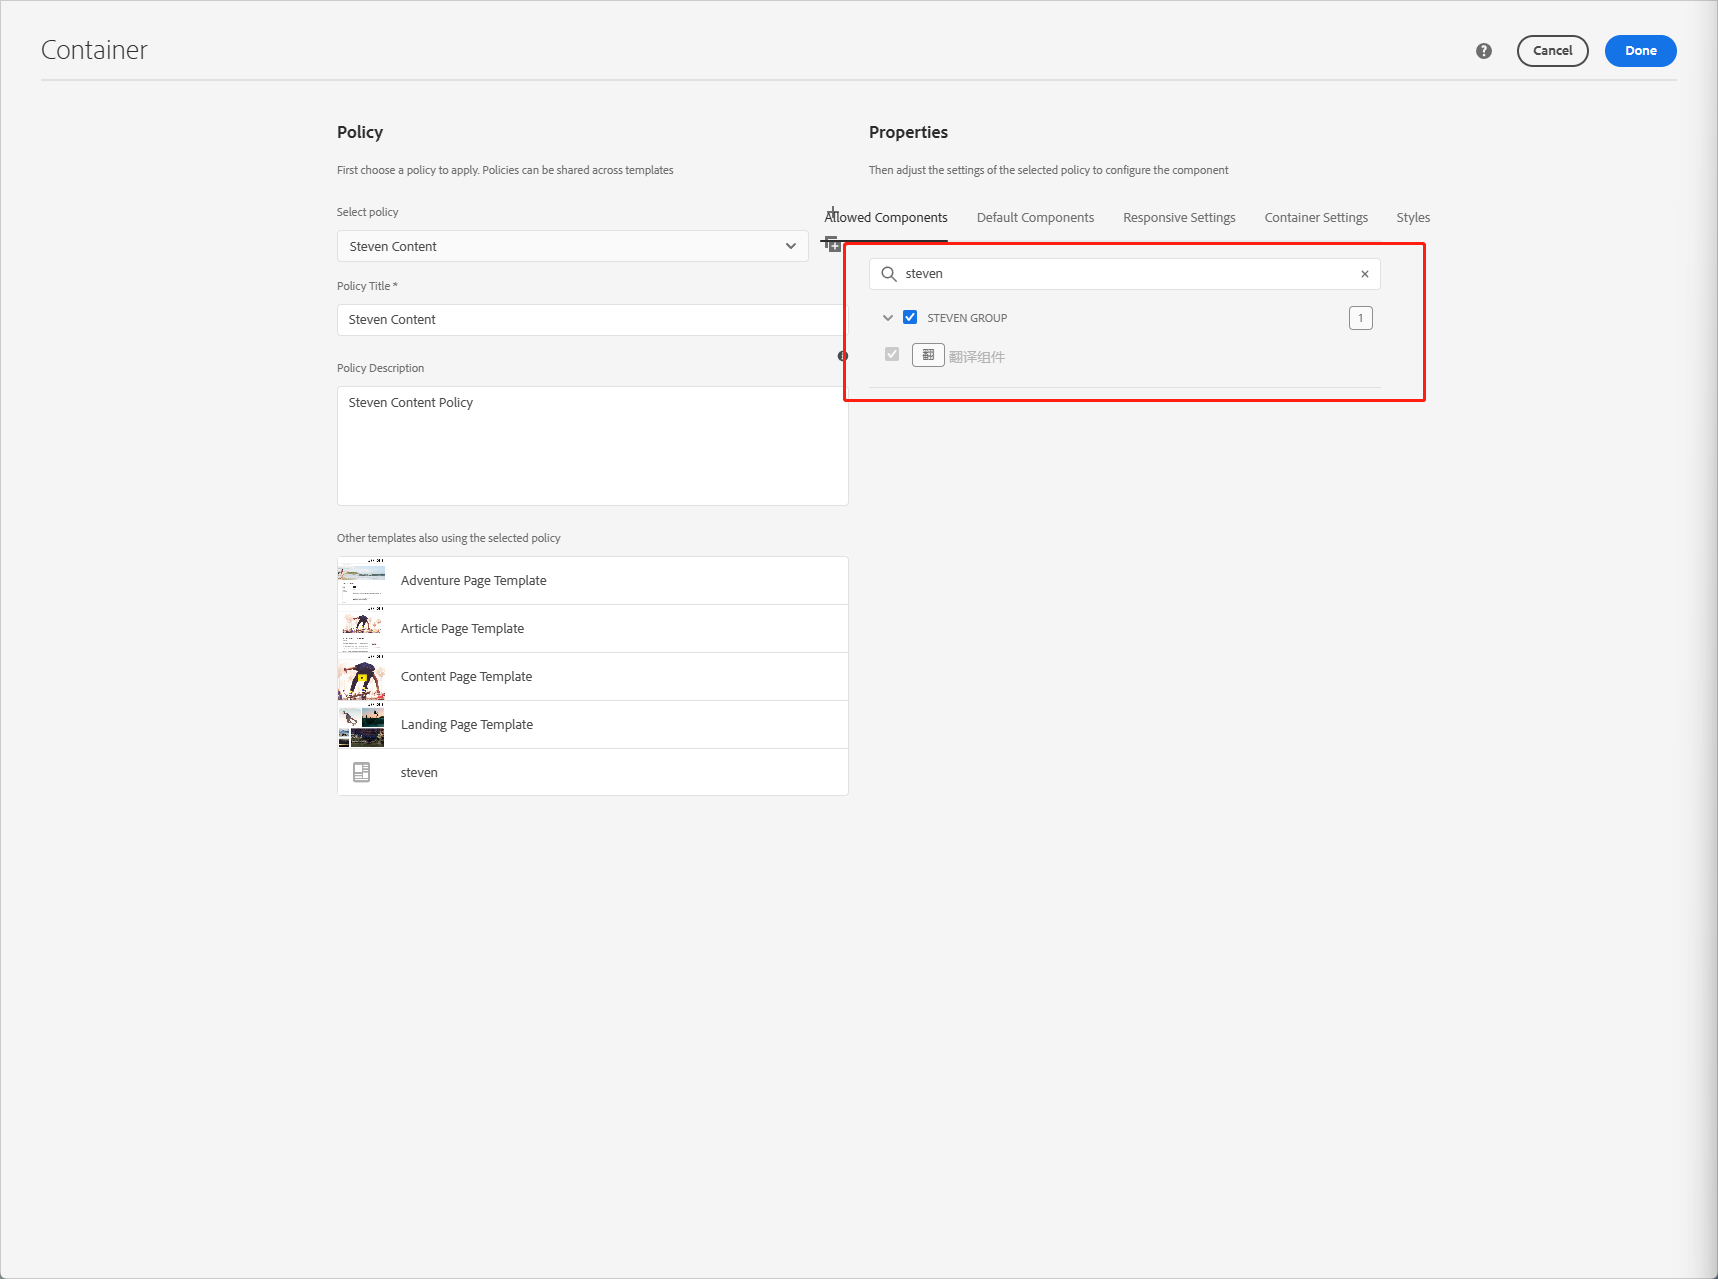 Container
Cancel
Done
Policy
First choose a policy to apply. Policies can be shared across templates
Select policy
Steven Content
Policy Title *
Steven Content
Policy Description
Steven Content Policy
Other templates also using the selected policy
Adventure Page Template
Article Page Template
Content Page Template
Landing Page Template
steven
Properties
Then adjust the settings of the selected policy to configure the component
Allowed Components
Default Components
Responsive Settings
Container Settings
Styles
steven
STEVEN GROUP
1
翻 翻译组件